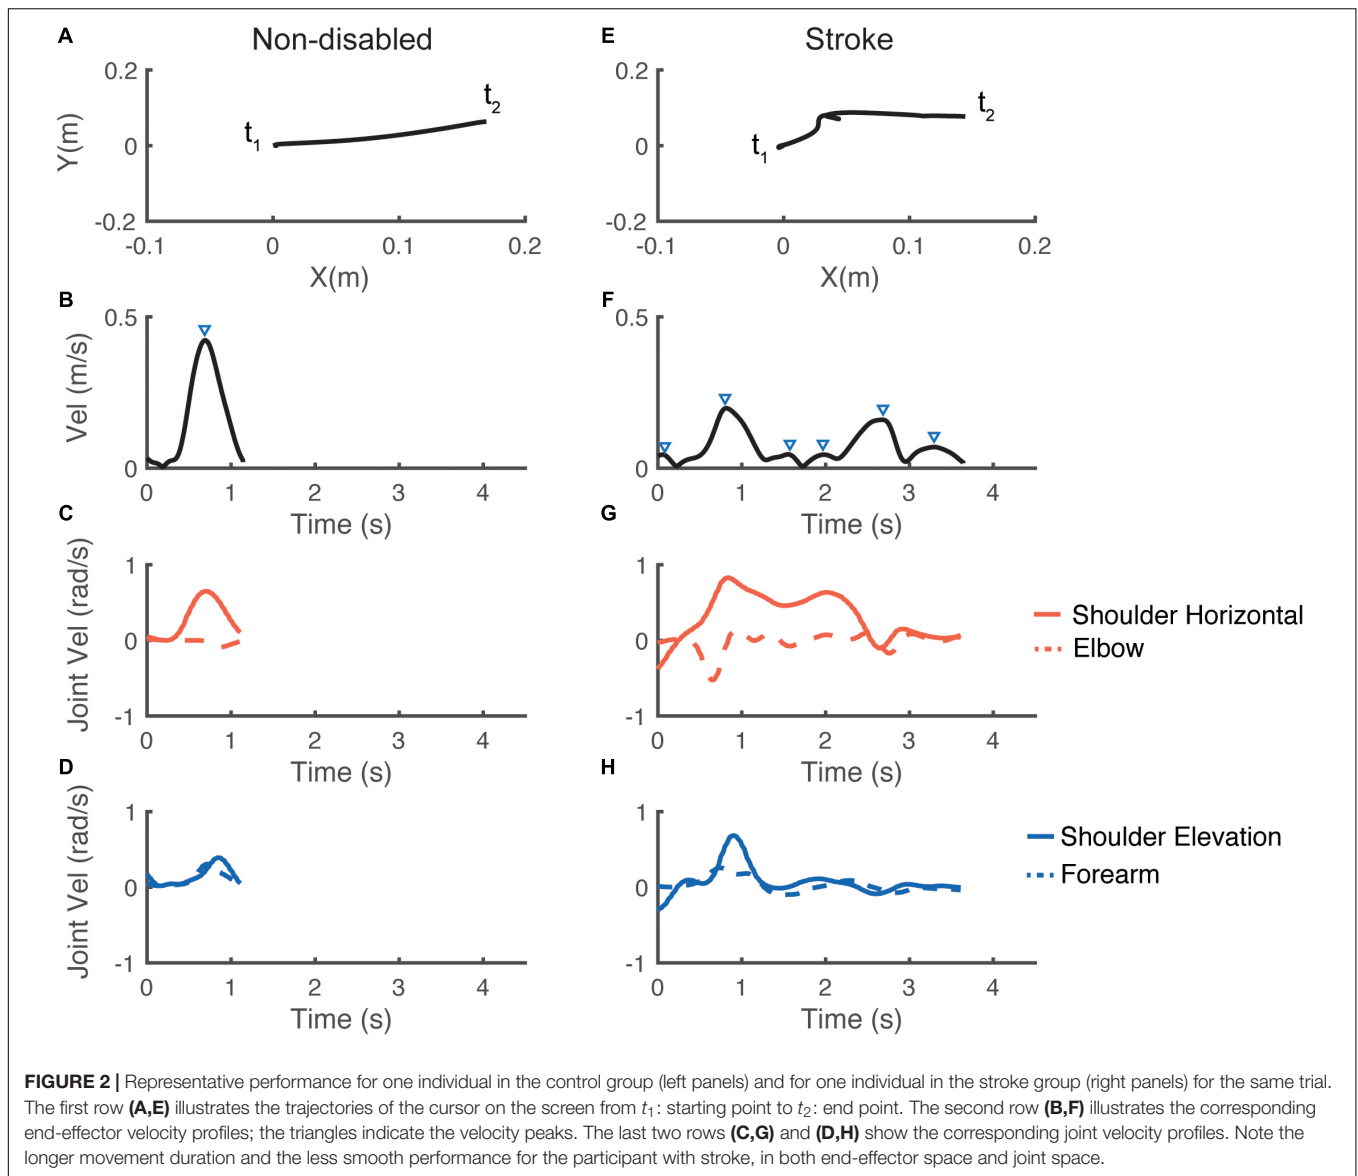 A
Non-disabled
E
Stroke
0.2
t2
t1
0
Y(m)
-0.2
-0.1
0
0.1
0.2
X(m)
0.2
t2
t1
0
-0.2
-0.1
0
0.1
0.2
X(m)
B
0.5
Vel (m/s)
0
0
1
2
3
4
Time (s)
F
0.5
0
0
1
2
3
4
Time (s)
C
1
Joint Vel (rad/s)
0
-1
0
1
2
3
4
Time (s)
G
1
0
-1
0
1
2
3
4
Time (s)
Shoulder Horizontal
Elbow
D
1
Joint Vel (rad/s)
0
-1
0
1
2
3
4
Time (s)
H
1
0
-1
0
1
2
3
4
Time (s)
Shoulder Elevation
Forearm
FIGURE 2 | Representative performance for one individual in the control group (left panels) and for one individual in the stroke group (right panels) for the same trial.
The first row (A,E) illustrates the trajectories of the cursor on the screen from t1: starting point to t2: end point. The second row (B,F) illustrates the corresponding
end-effector velocity profiles; the triangles indicate the velocity peaks. The last two rows (C,G) and (D,H) show the corresponding joint velocity profiles. Note the
longer movement duration and the less smooth performance for the participant with stroke, in both end-effector space and joint space.